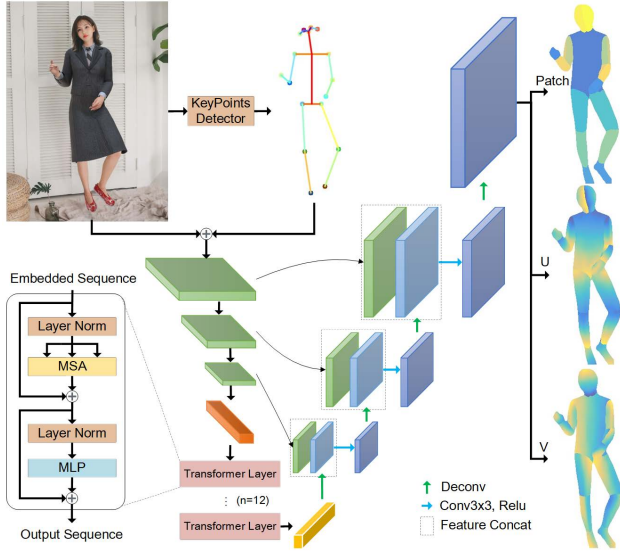 KeyPoints
Detector
Patch
U
V
Embedded Sequence
Layer Norm
MSA
Layer Norm
MLP
Output Sequence
Transformer Layer
⋮ (n=12)
Transformer Layer
Deconv
Conv3x3, Relu
Feature Concat